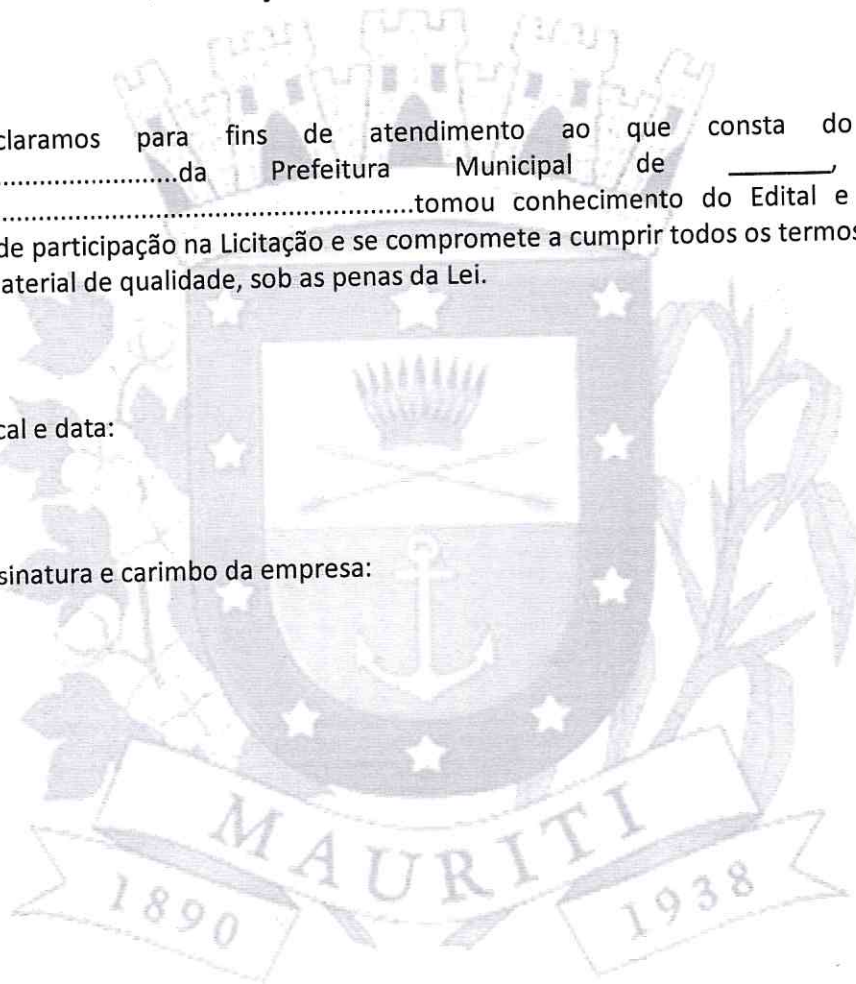 claramos para fins de atendimento ao que consta do
..........................da Prefeitura Municipal de ________,
............................................................tomou conhecimento do Edital e
de participação na Licitação e se compromete a cumprir todos os termos
aterial de qualidade, sob as penas da Lei.
cal e data:
sinatura e carimbo da empresa:
MAURITI
1890
1938